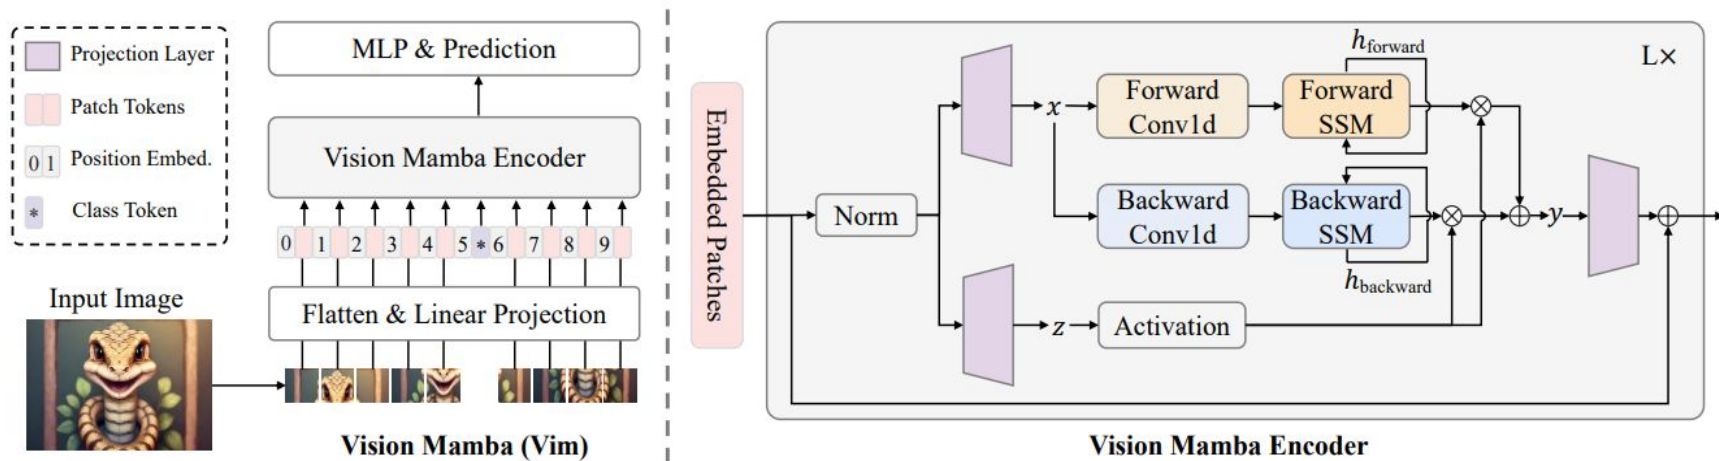 Projection Layer
Patch Tokens
0 1 Position Embed.
* Class Token
MLP & Prediction
Vision Mamba Encoder
0 1 2 3 4 5 * 6 7 8 9
Flatten & Linear Projection
Input Image
Vision Mamba (Vim)
Embedded Patches
L×
Norm
x
Forward
Conv1d
h_forward
Forward
SSM
⊗
Backward
Conv1d
Backward
SSM
h_backward
⊗
⊕
y
⊕
z
Activation
Vision Mamba Encoder